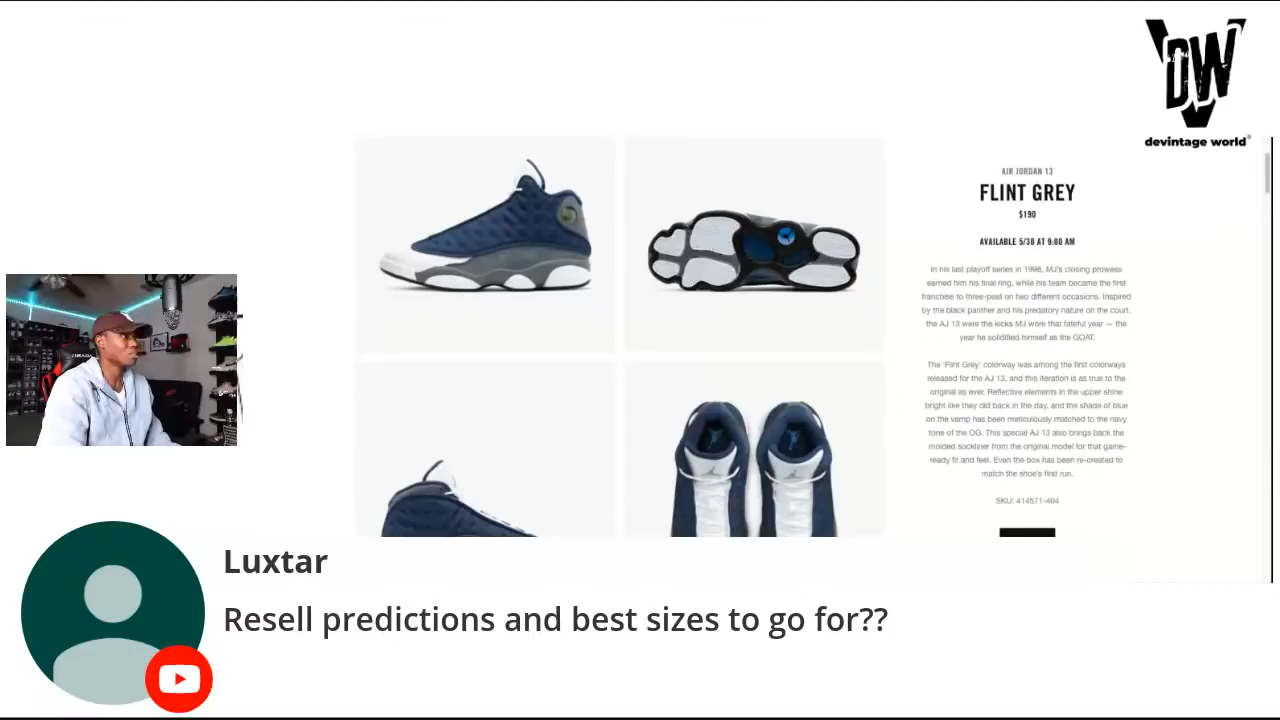 DW
devintage world®
AIR JORDAN 13
FLINT GREY
$190
AVAILABLE 5/30 AT 9:00 AM
In his last playoff series in 1998, MJ's closing prowess
earned him his final ring, while his team became the first
franchise to three-peat on two different occasions. Inspired
by the black panther and his predatory nature on the court,
the AJ 13 were the kicks MJ wore that fateful year — the
year he solidified himself as the GOAT.
The 'Flint Grey' colorway was among the first colorways
released for the AJ 13, and this iteration is as true to the
original as ever. Reflective elements in the upper shine
bright like they did back in the day, and the shade of blue
on the vamp has been meticulously matched to the navy
tone of the OG. This special AJ 13 also brings back the
molded sockliner from the original model for that game-
ready fit and feel. Even the box has been re-created to
match the shoe's first run.
SKU: 414571-404
Luxtar
Resell predictions and best sizes to go for??